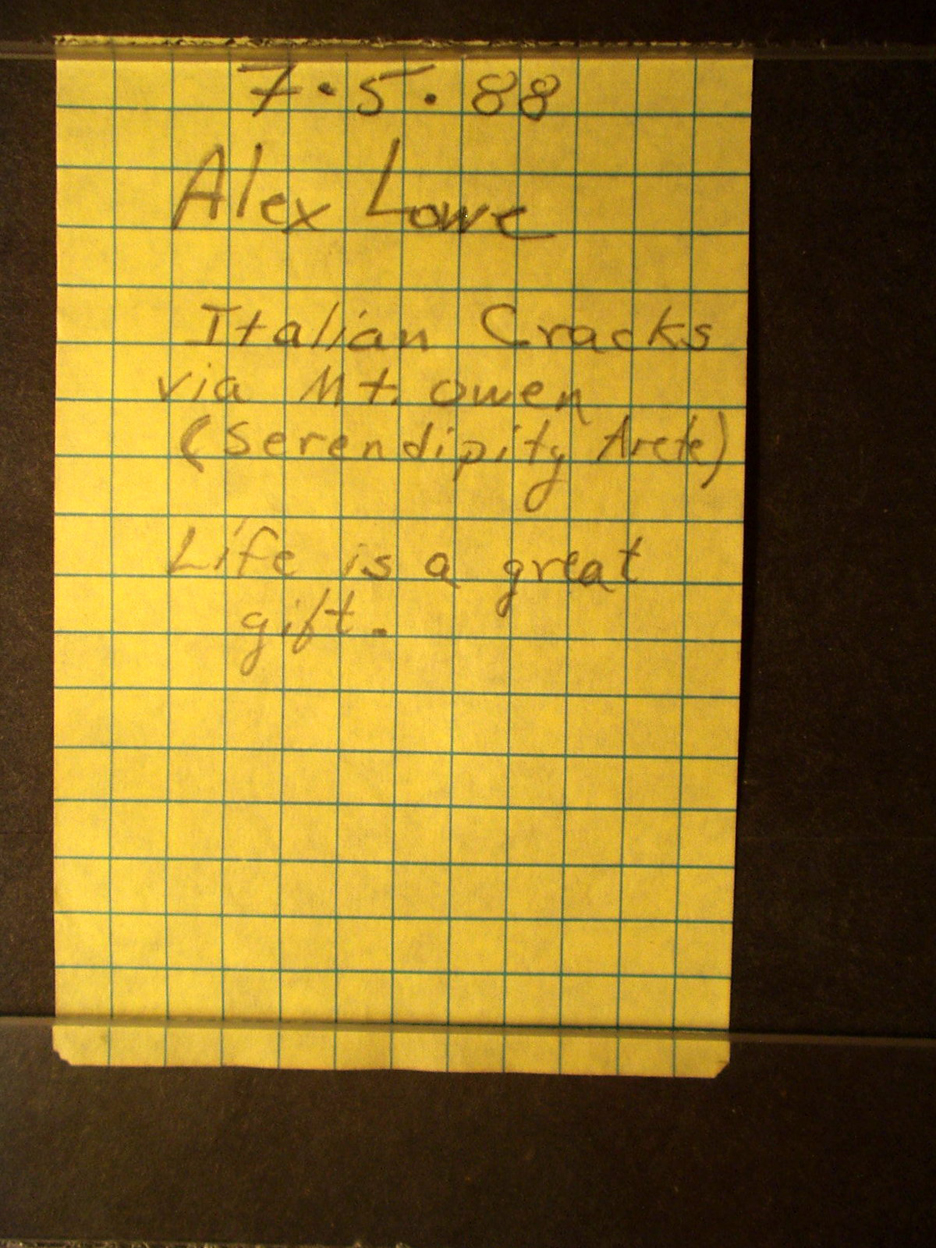 7·5·88
Alex Lowe
Italian Cracks
via Mt. Owen
(Serendipity Arete)
Life is a great
gift.